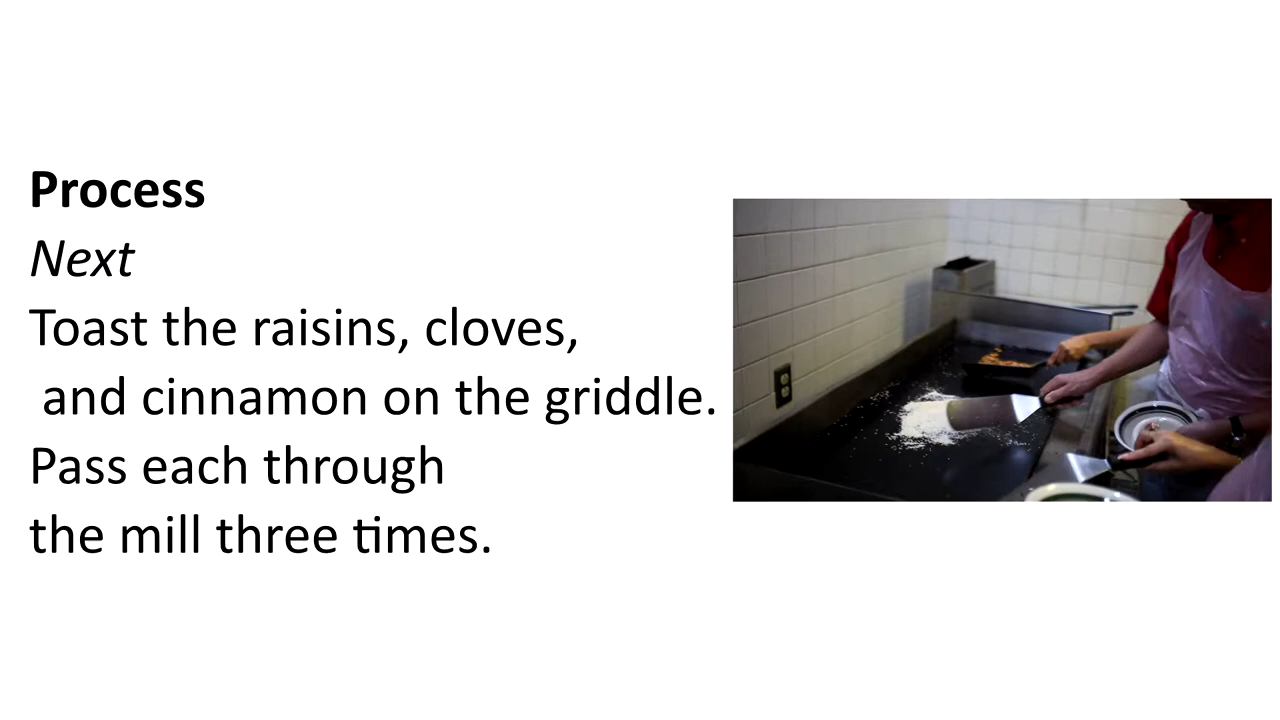 Process
Next
Toast the raisins, cloves,
and cinnamon on the griddle.
Pass each through
the mill three times.